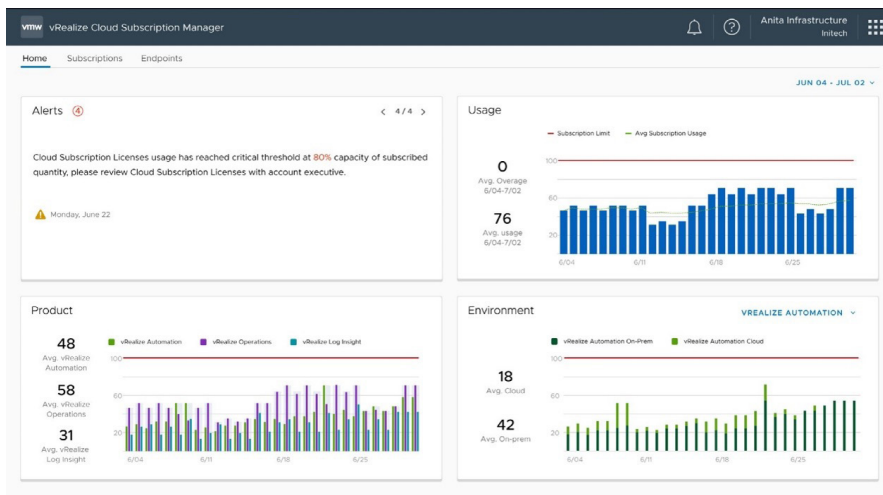 vmw vRealize Cloud Subscription Manager
Anita Infrastructure
Initech
Home Subscriptions Endpoints
JUN 04 - JUL 02
Alerts 4
< 4/4 >
Cloud Subscription Licenses usage has reached critical threshold at 80% capacity of subscribed
quantity, please review Cloud Subscription Licenses with account executive.
Monday, June 22
Usage
Subscription Limit Avg Subscription Usage
0
Avg. Overage
6/04-7/02
76
Avg. usage
6/04-7/02
100
60
20
6/04 6/11 6/18 6/25
Product
48
Avg. vRealize
Automation
58
Avg. vRealize
Operations
31
Avg. vRealize
Log Insight
vRealize Automation vRealize Operations vRealize Log Insight
100
60
20
6/04 6/11 6/18 6/25
Environment
VREALIZE AUTOMATION
18
Avg. Cloud
42
Avg. On-prem
vRealize Automation On-Prem vRealize Automation Cloud
100
60
20
6/04 6/11 6/18 6/25